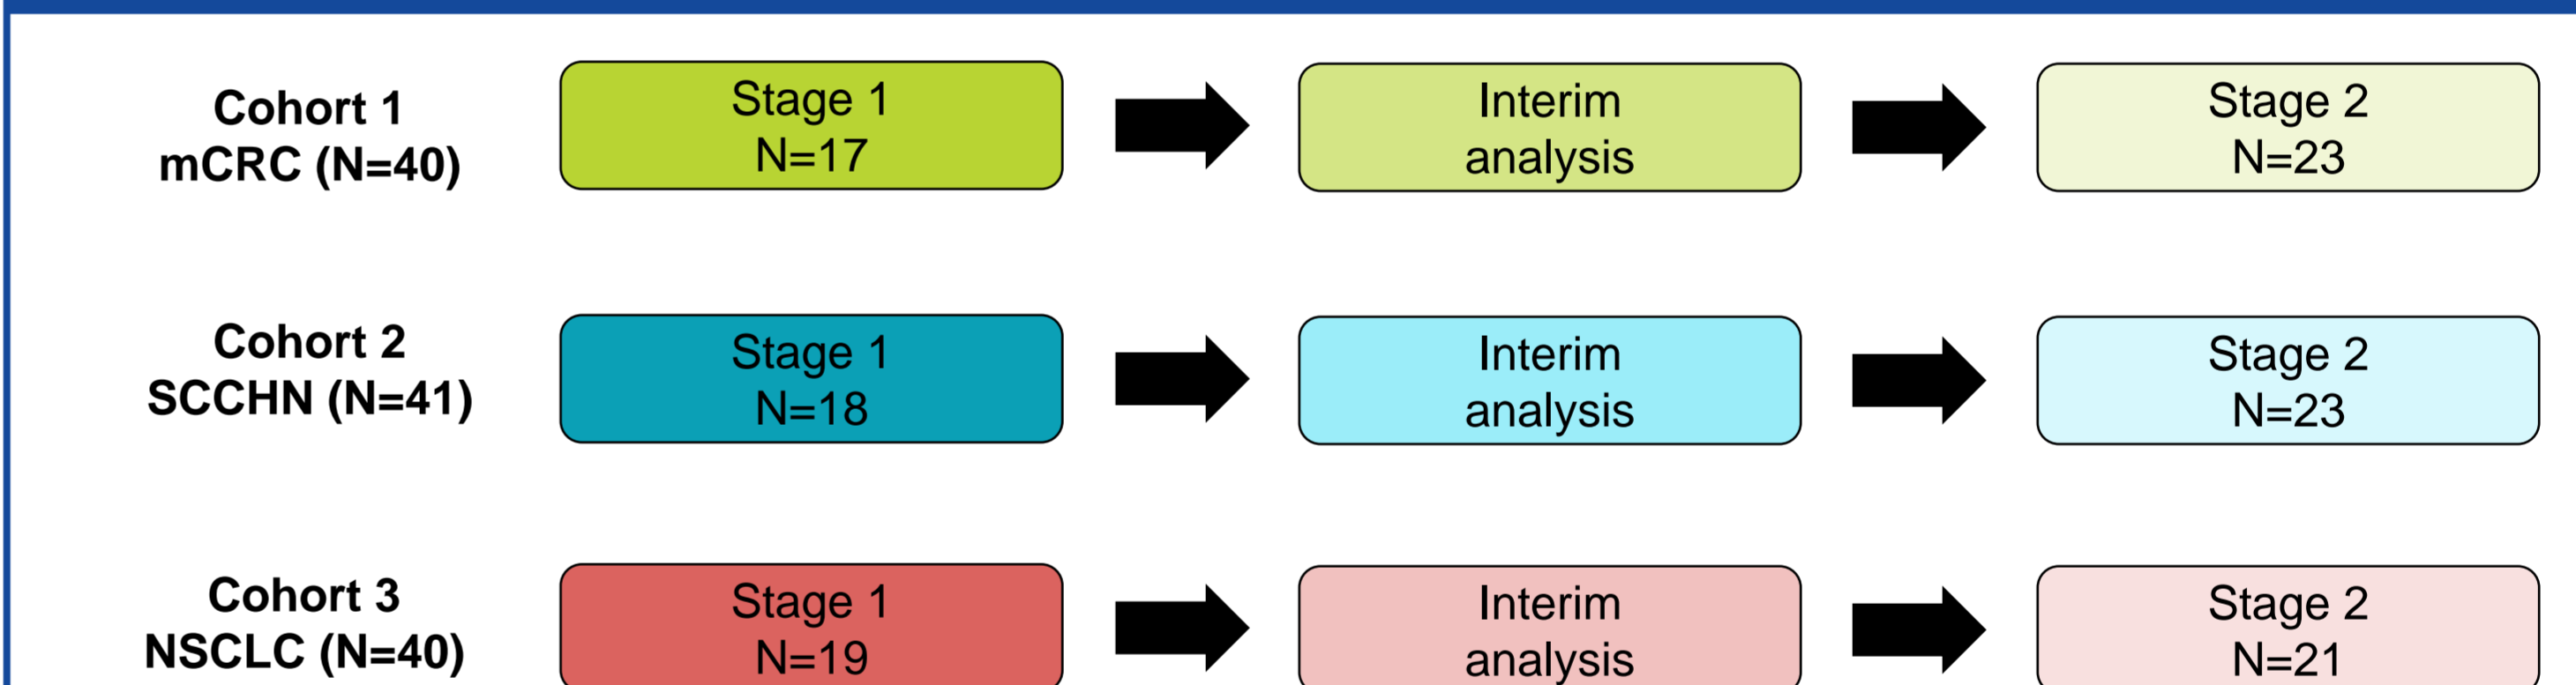 Cohort 1
mCRC (N=40)
Stage 1
N=17
Interim
analysis
Stage 2
N=23
Cohort 2
SCCHN (N=41)
Stage 1
N=18
Interim
analysis
Stage 2
N=23
Cohort 3
NSCLC (N=40)
Stage 1
N=19
Interim
analysis
Stage 2
N=21